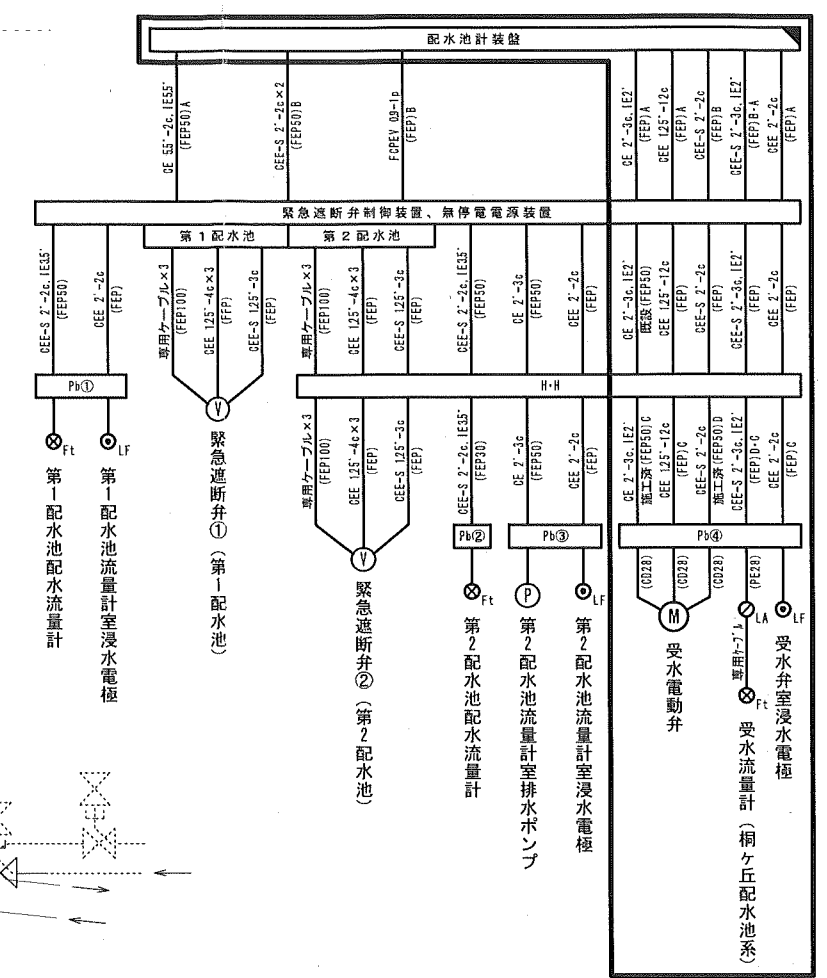 配水池計装盤
CE 5.5°-2c, IE5.5°
(FEP50)A
CEE-S 2°-2c×2
(FEP50)B
FCPEV 0.9-1p
(FEP)B
CE 2°-3c, IE2°
(FEP)A
CEE 1.25°-12c
(FEP)A
CEE-S 2°-2c
(FEP)B
CEE-S 2°-3c, IE2°
(FEP)B·A
CEE 2°-2c
(FEP)A
緊急遮断弁制御装置、無停電電源装置
第1配水池
第2配水池
CEE-S 2°-2c, IE3.5°
(FEP50)
CEE 2°-2c
(FEP)
専用ケーブル×3
(FEP100)
CEE 1.25°-4c×3
(FEP)
CEE-S 1.25°-3c
(FEP)
専用ケーブル×3
(FEP100)
CEE 1.25°-4c×3
(FEP)
CEE-S 1.25°-3c
(FEP)
CEE-S 2°-2c, IE3.5°
(FEP50)
CE 2°-3c
(FEP50)
CEE 2°-2c
(FEP)
CE 2°-3c, IE2°
既設(FEP50)
CEE 1.25°-12c
(FEP)
CEE-S 2°-2c
(FEP)
CEE-S 2°-3c, IE2°
(FEP)
CEE 2°-2c
(FEP)
Pb①
H·H
専用ケーブル×3
(FEP100)
CEE 1.25°-4c×3
(FEP)
CEE-S 1.25°-3c
(FEP)
CEE-S 2°-2c, IE3.5°
(FEP30)
CE 2°-3c
(FEP50)
CEE 2°-2c
(FEP)
CE 2°-3c, IE2°
施工済(FEP50)C
CEE 1.25°-12c
(FEP)C
CEE-S 2°-2c
施工済(FEP50)D
CEE-S 2°-3c, IE2°
(FEP)D·C
CEE 2°-2c
(FEP)C
Ft
第1配水池配水流量計
LF
第1配水池流量計室浸水電極
V
緊急遮断弁①(第1配水池)
V
緊急遮断弁②(第2配水池)
Pb②
Ft
第2配水池配水流量計
Pb③
P
第2配水池流量計室排水ポンプ
LF
第2配水池流量計室浸水電極
Pb④
(CD28)
(CD28)
(CD28)
(PE28)
M
受水電動弁
LA
専用ケーブル
Ft
受水流量計(桐ケ丘配水池系)
LF
受水弁室浸水電極